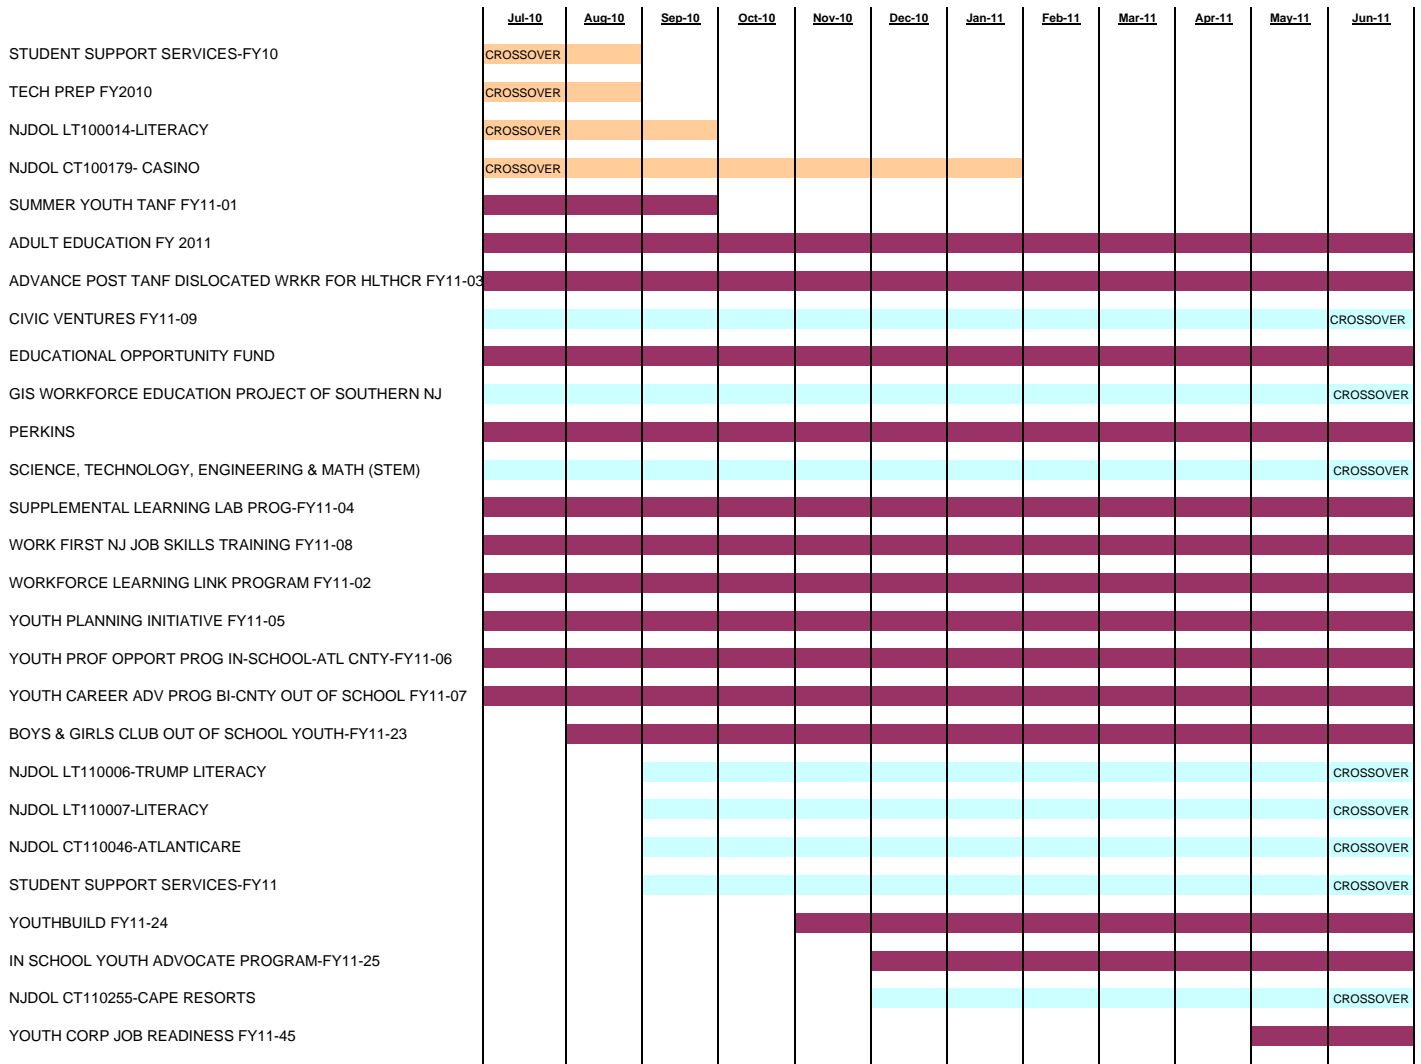 Jul-10 Aug-10 Sep-10 Oct-10 Nov-10 Dec-10 Jan-11 Feb-11 Mar-11 Apr-11 May-11 Jun-11
STUDENT SUPPORT SERVICES-FY10 CROSSOVER
TECH PREP FY2010 CROSSOVER
NJDOL LT100014-LITERACY CROSSOVER
NJDOL CT100179- CASINO CROSSOVER
SUMMER YOUTH TANF FY11-01
ADULT EDUCATION FY 2011
ADVANCE POST TANF DISLOCATED WRKR FOR HLTHCR FY11-03
CIVIC VENTURES FY11-09 CROSSOVER
EDUCATIONAL OPPORTUNITY FUND
GIS WORKFORCE EDUCATION PROJECT OF SOUTHERN NJ CROSSOVER
PERKINS
SCIENCE, TECHNOLOGY, ENGINEERING & MATH (STEM) CROSSOVER
SUPPLEMENTAL LEARNING LAB PROG-FY11-04
WORK FIRST NJ JOB SKILLS TRAINING FY11-08
WORKFORCE LEARNING LINK PROGRAM FY11-02
YOUTH PLANNING INITIATIVE FY11-05
YOUTH PROF OPPORT PROG IN-SCHOOL-ATL CNTY-FY11-06
YOUTH CAREER ADV PROG BI-CNTY OUT OF SCHOOL FY11-07
BOYS & GIRLS CLUB OUT OF SCHOOL YOUTH-FY11-23
NJDOL LT110006-TRUMP LITERACY CROSSOVER
NJDOL LT110007-LITERACY CROSSOVER
NJDOL CT110046-ATLANTICARE CROSSOVER
STUDENT SUPPORT SERVICES-FY11 CROSSOVER
YOUTHBUILD FY11-24
IN SCHOOL YOUTH ADVOCATE PROGRAM-FY11-25
NJDOL CT110255-CAPE RESORTS CROSSOVER
YOUTH CORP JOB READINESS FY11-45